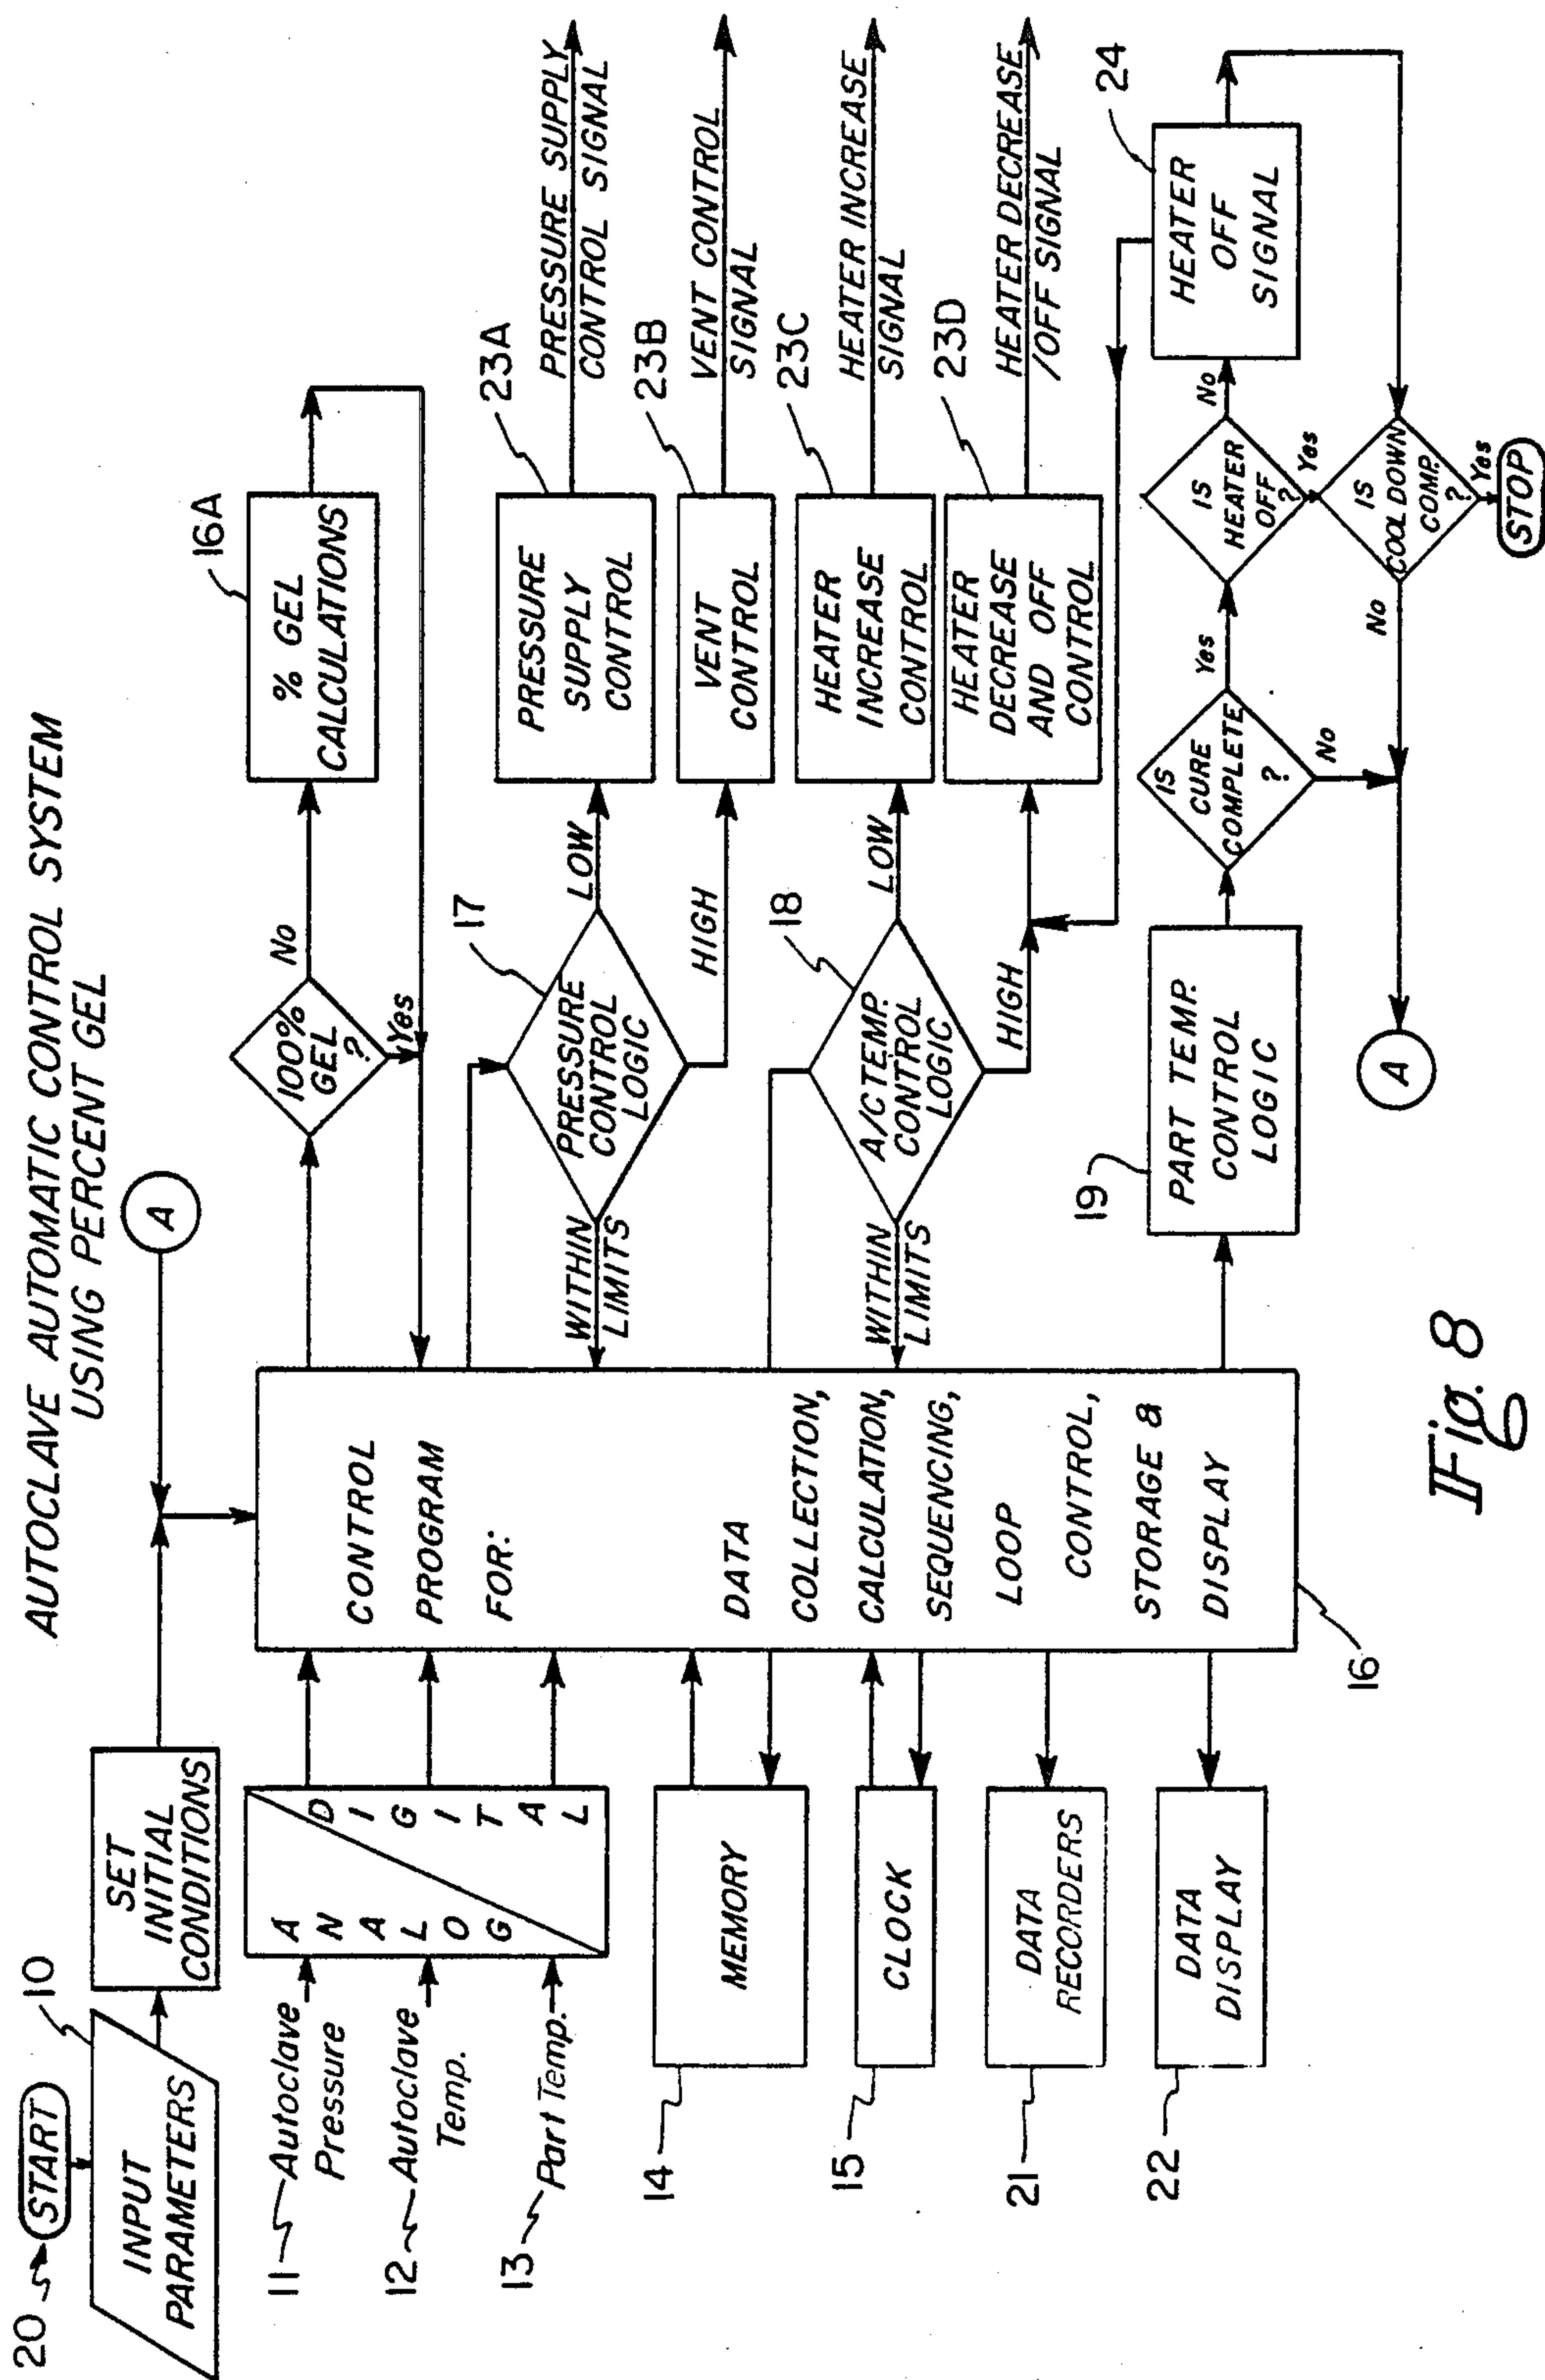 AUTOCLAVE AUTOMATIC CONTROL SYSTEM
USING PERCENT GEL
20
START
10
INPUT
PARAMETERS
SET
INITIAL
CONDITIONS
A
11
Autoclave
Pressure
12
Autoclave
Temp.
13
Part Temp.
ANALOG
DIGITAL
14
MEMORY
15
CLOCK
21
DATA
RECORDERS
22
DATA
DISPLAY
CONTROL
PROGRAM
FOR:
DATA
COLLECTION,
CALCULATION,
SEQUENCING,
LOOP
CONTROL,
STORAGE &
DISPLAY
16
100%
GEL
?
No
Yes
16A
% GEL
CALCULATIONS
17
PRESSURE
CONTROL
LOGIC
WITHIN
LIMITS
LOW
HIGH
23A
PRESSURE
SUPPLY
CONTROL
PRESSURE SUPPLY
CONTROL SIGNAL
23B
VENT
CONTROL
VENT CONTROL
SIGNAL
18
A/C TEMP.
CONTROL
LOGIC
WITHIN
LIMITS
LOW
HIGH
23C
HEATER
INCREASE
CONTROL
HEATER INCREASE
SIGNAL
23D
HEATER
DECREASE
AND OFF
CONTROL
HEATER DECREASE
/OFF SIGNAL
19
PART TEMP.
CONTROL
LOGIC
IS
CURE
COMPLETE
?
Yes
No
IS
HEATER
OFF
?
No
Yes
24
HEATER
OFF
SIGNAL
IS
COOLDOWN
COMP.
?
No
Yes
STOP
A
Fig. 8